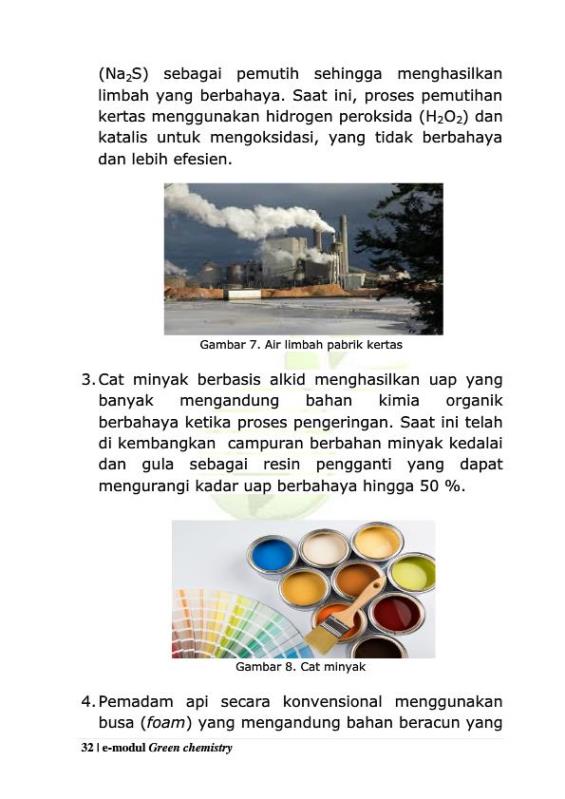 (Na₂S) sebagai pemutih sehingga menghasilkan
limbah yang berbahaya. Saat ini, proses pemutihan
kertas menggunakan hidrogen peroksida (H₂O₂) dan
katalis untuk mengoksidasi, yang tidak berbahaya
dan lebih efesien.
Gambar 7. Air limbah pabrik kertas
3. Cat minyak berbasis alkid menghasilkan uap yang
banyak mengandung bahan kimia organik
berbahaya ketika proses pengeringan. Saat ini telah
di kembangkan campuran berbahan minyak kedalai
dan gula sebagai resin pengganti yang dapat
mengurangi kadar uap berbahaya hingga 50 %.
Gambar 8. Cat minyak
4. Pemadam api secara konvensional menggunakan
busa (foam) yang mengandung bahan beracun yang
32 | e-modul Green chemistry